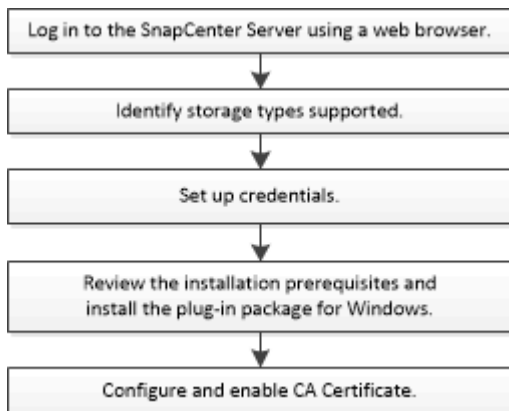 Log in to the SnapCenter Server using a web browser.
Identify storage types supported.
Set up credentials.
Review the installation prerequisites and
install the plug-in package for Windows.
Configure and enable CA Certificate.